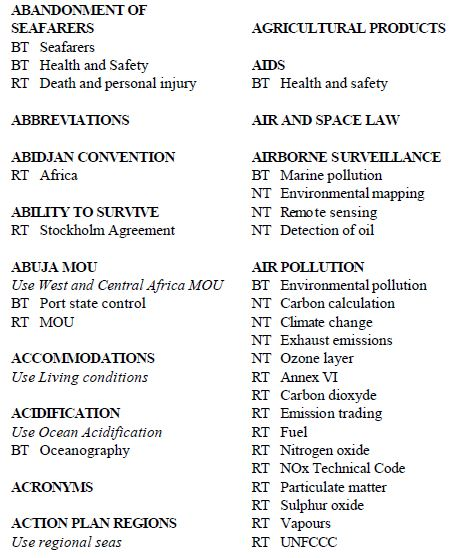 ABANDONMENT OF
SEAFARERS
BT Seafarers
BT Health and Safety
RT Death and personal injury
ABBREVIATIONS
ABIDJAN CONVENTION
RT Africa
ABILITY TO SURVIVE
RT Stockholm Agreement
ABUJA MOU
Use West and Central Africa MOU
BT Port state control
RT MOU
ACCOMMODATIONS
Use Living conditions
ACIDIFICATION
Use Ocean Acidification
BT Oceanography
ACRONYMS
ACTION PLAN REGIONS
Use regional seas
AGRICULTURAL PRODUCTS
AIDS
BT Health and safety
AIR AND SPACE LAW
AIRBORNE SURVEILLANCE
BT Marine pollution
NT Environmental mapping
NT Remote sensing
NT Detection of oil
AIR POLLUTION
BT Environmental pollution
NT Carbon calculation
NT Climate change
NT Exhaust emissions
NT Ozone layer
RT Annex VI
RT Carbon dioxyde
RT Emission trading
RT Fuel
RT Nitrogen oxide
RT NOx Technical Code
RT Particulate matter
RT Sulphur oxide
RT Vapours
RT UNFCCC